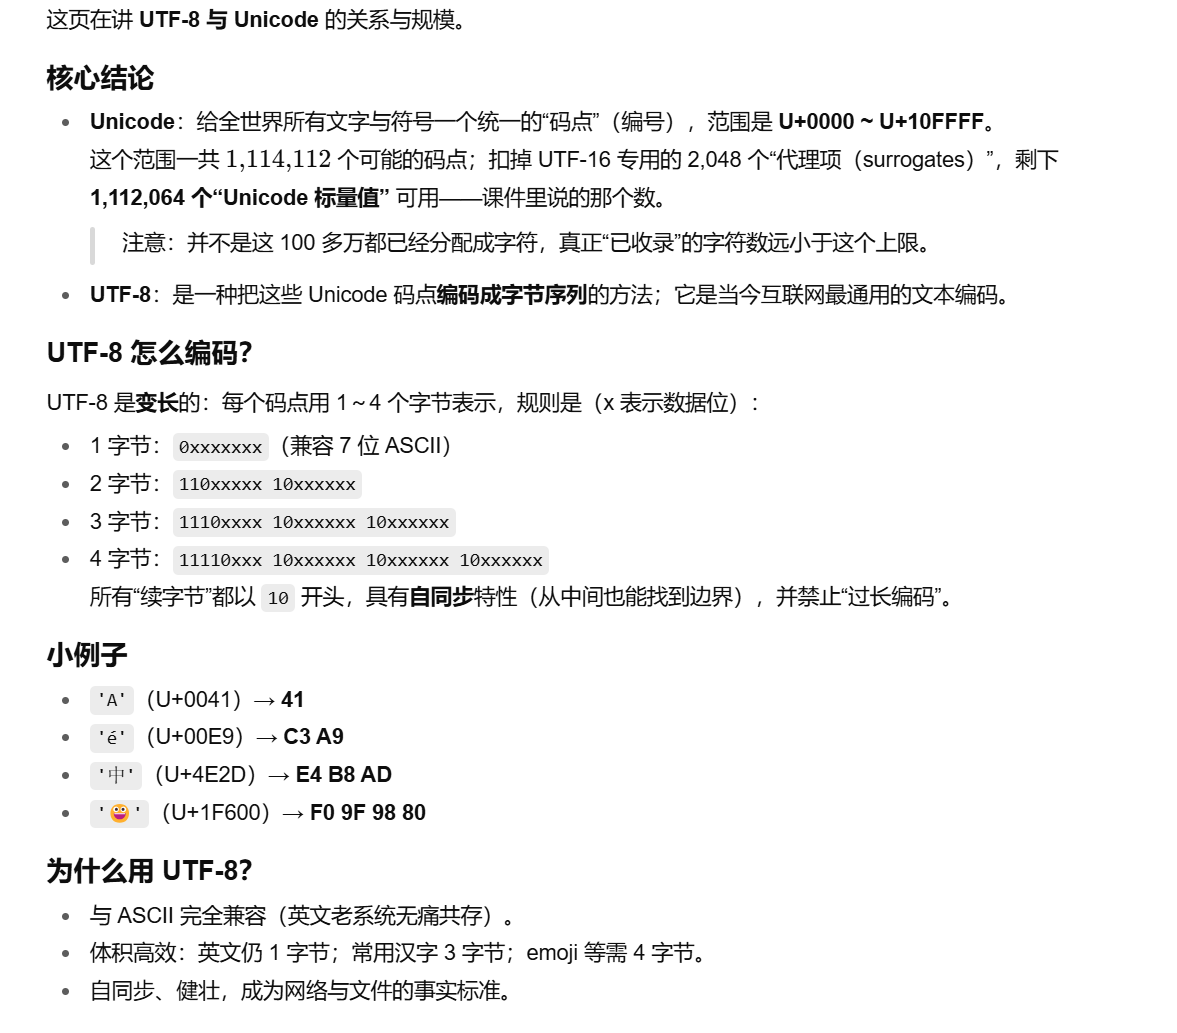 这页在讲 UTF-8 与 Unicode 的关系与规模。
核心结论
• Unicode：给全世界所有文字与符号一个统一的“码点”（编号），范围是 U+0000 ~ U+10FFFF。
这个范围一共 1,114,112 个可能的码点；扣掉 UTF-16 专用的 2,048 个“代理项（surrogates）”，剩下
1,112,064 个“Unicode 标量值” 可用——课件里说的那个数。
注意：并不是这 100 多万都已经分配成字符，真正“已收录”的字符数远小于这个上限。
• UTF-8：是一种把这些 Unicode 码点编码成字节序列的方法；它是当今互联网最通用的文本编码。
UTF-8 怎么编码？
UTF-8 是变长的：每个码点用 1～4 个字节表示，规则是（x 表示数据位）：
• 1 字节：0xxxxxxx（兼容 7 位 ASCII）
• 2 字节：110xxxxx 10xxxxxx
• 3 字节：1110xxxx 10xxxxxx 10xxxxxx
• 4 字节：11110xxx 10xxxxxx 10xxxxxx 10xxxxxx
所有“续字节”都以 10 开头，具有自同步特性（从中间也能找到边界），并禁止“过长编码”。
小例子
• 'A'（U+0041）→ 41
• 'é'（U+00E9）→ C3 A9
• '中'（U+4E2D）→ E4 B8 AD
• '😀'（U+1F600）→ F0 9F 98 80
为什么用 UTF-8？
• 与 ASCII 完全兼容（英文老系统无痛共存）。
• 体积高效：英文仍 1 字节；常用汉字 3 字节；emoji 等需 4 字节。
• 自同步、健壮，成为网络与文件的事实标准。